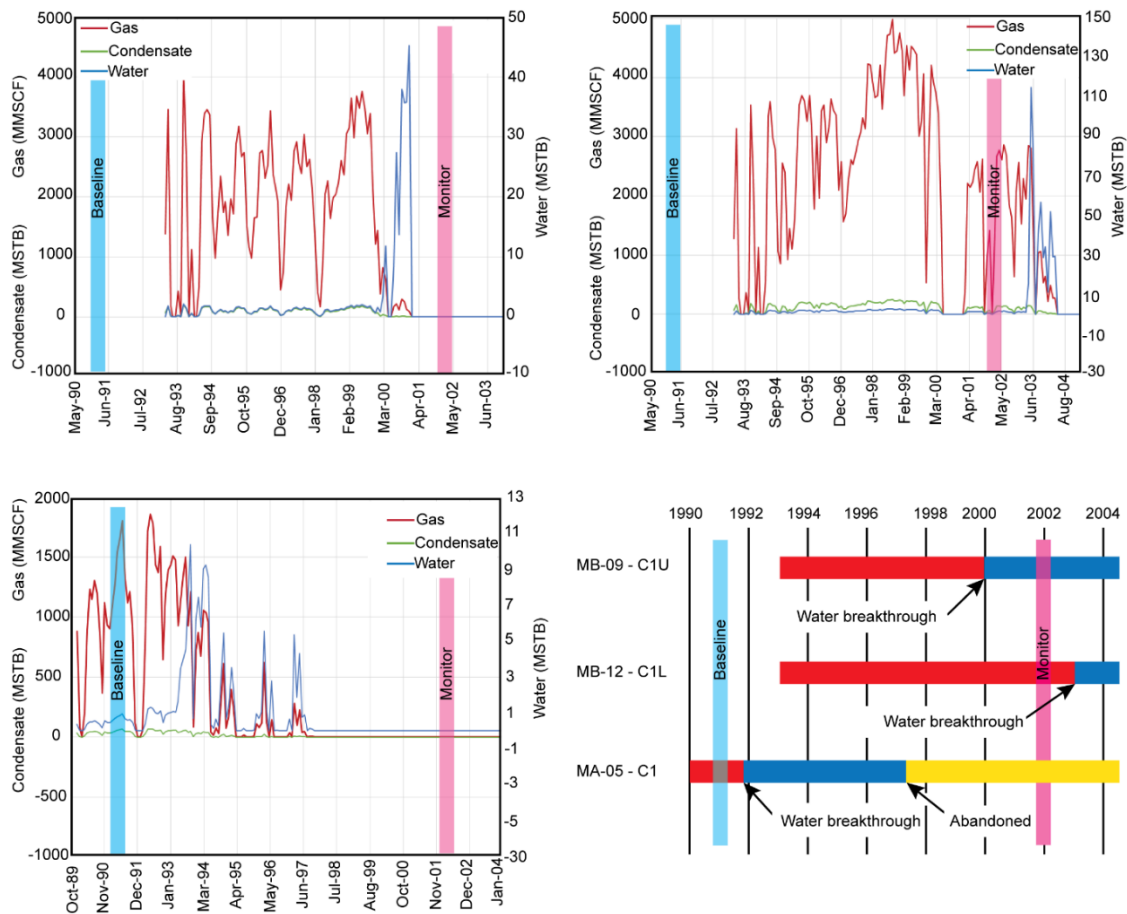 Gas (MMSCF)
Condensate (MSTB)
5000
4000
3000
2000
1000
0
-1000
Gas
Condensate
Water
Baseline
Monitor
50
40
30
20
10
0
-10
Water (MSTB)
May-90
Jun-91
Jul-92
Aug-93
Sep-94
Oct-95
Dec-96
Jan-98
Feb-99
Mar-00
Apr-01
May-02
Jun-03
Gas (MMSCF)
Condensate (MSTB)
5000
4000
3000
2000
1000
0
-1000
Gas
Condensate
Water
Baseline
Monitor
150
130
110
90
70
50
30
10
-10
-30
Water (MSTB)
May-90
Jun-91
Jul-92
Aug-93
Sep-94
Oct-95
Dec-96
Jan-98
Feb-99
Mar-00
Apr-01
May-02
Jun-03
Aug-04
Gas (MMSCF)
Condensate (MSTB)
2000
1500
1000
500
0
-500
-1000
Gas
Condensate
Water
Baseline
Monitor
13
11
9
7
5
3
1
-1
-3
-5
-7
-30
Water (MSTB)
Oct-89
Nov-90
Dec-91
Jan-93
Mar-94
Apr-95
May-96
Jun-97
Jul-98
Aug-99
Oct-00
Nov-01
Dec-02
Jan-04
1990
1992
1994
1996
1998
2000
2002
2004
Baseline
Monitor
MB-09 - C1U
Water breakthrough
MB-12 - C1L
Water breakthrough
MA-05 - C1
Water breakthrough
Abandoned